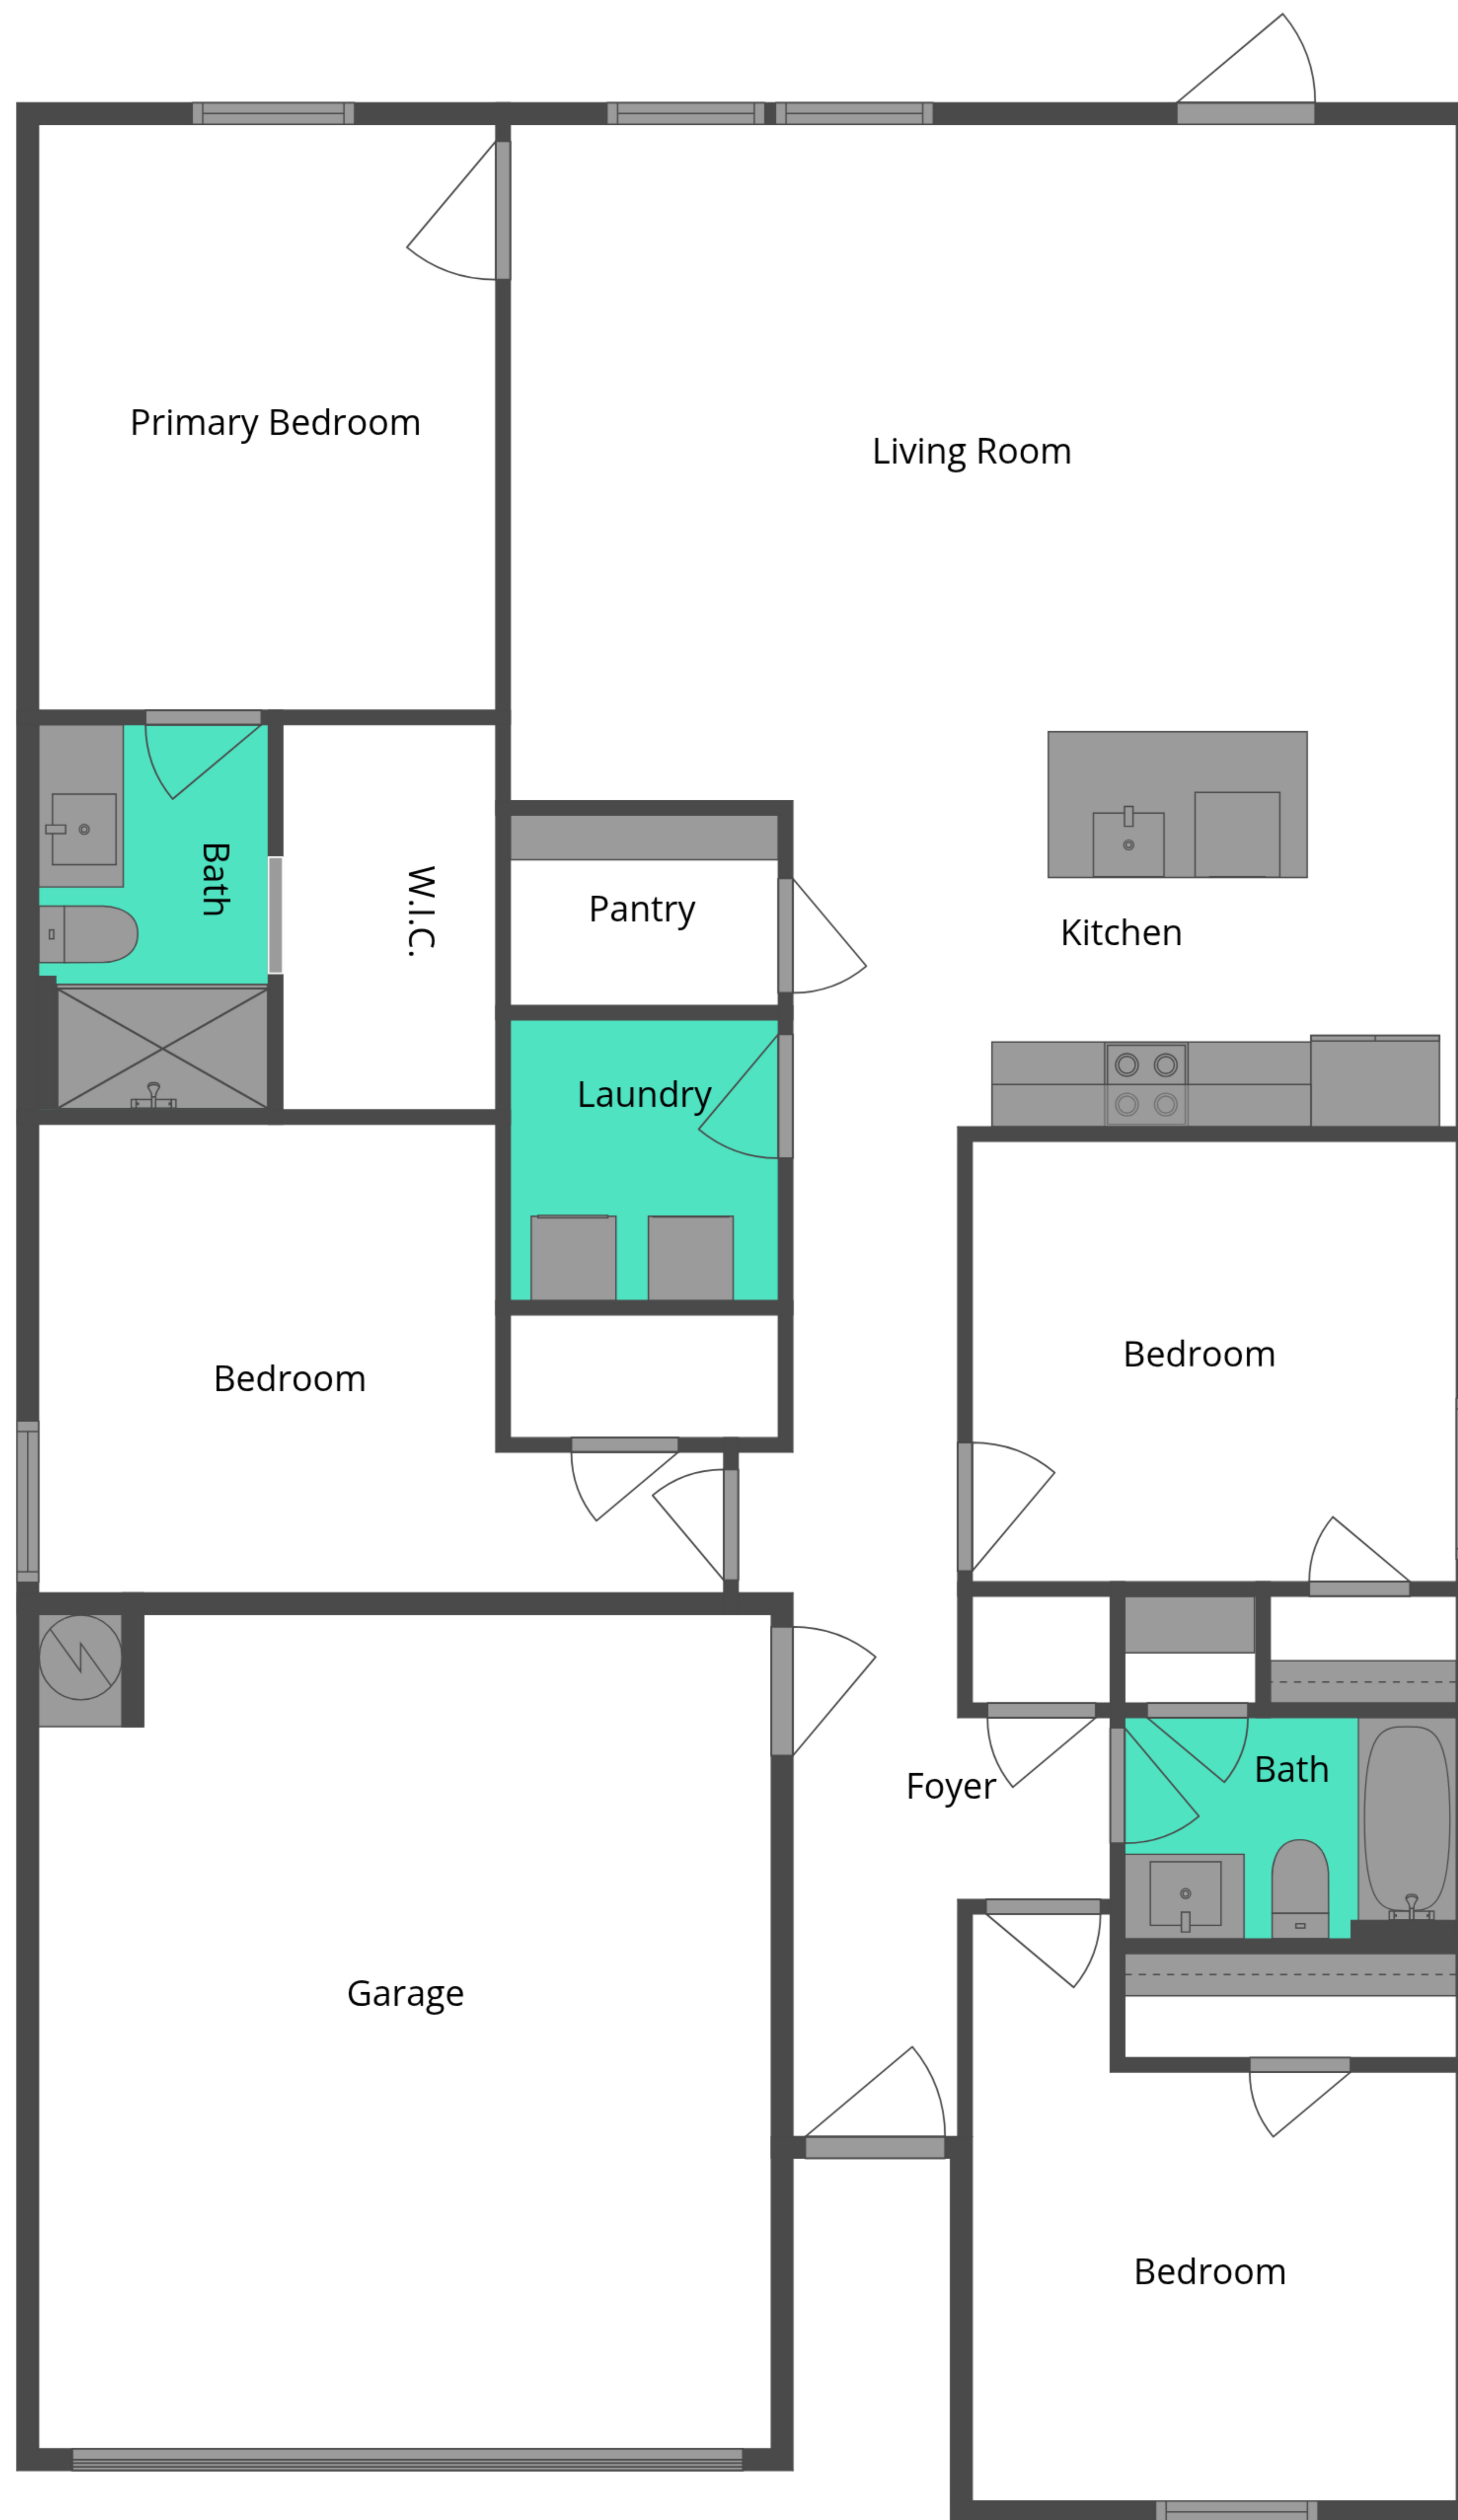 Primary Bedroom
Living Room
Bath
W.I.C.
Pantry
Kitchen
Laundry
Bedroom
Bedroom
Foyer
Bath
Garage
Bedroom